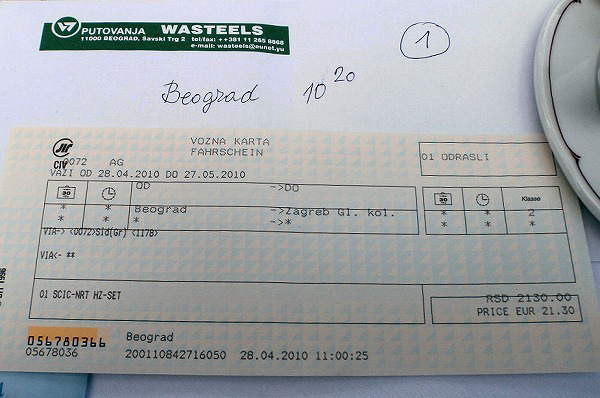 PUTOVANJA WASTEELS
11000 BEOGRAD, Savski Trg 2 tel/fax ++381 11 265 8868
e-mail: wasteels@eunet.yu
1
Beograd 10 20
VOZNA KARTA
FAHRSCHEIN
CIV
0072 AG
01 ODRASLI
VAZI OD 28.04.2010 DO 27.05.2010
OD ->DO
Klasse
* * Beograd ->Zagreb Gl. kol. * * 2
* * * ->* * * *
VIA-> <0072>Sid(Gr) <1178>
VIA<- **
01 SCIC-NRT HZ-SET
RSD 2130.00
PRICE EUR 21.30
056780366 Beograd
05678036 200110842716050 28.04.2010 11:00:25